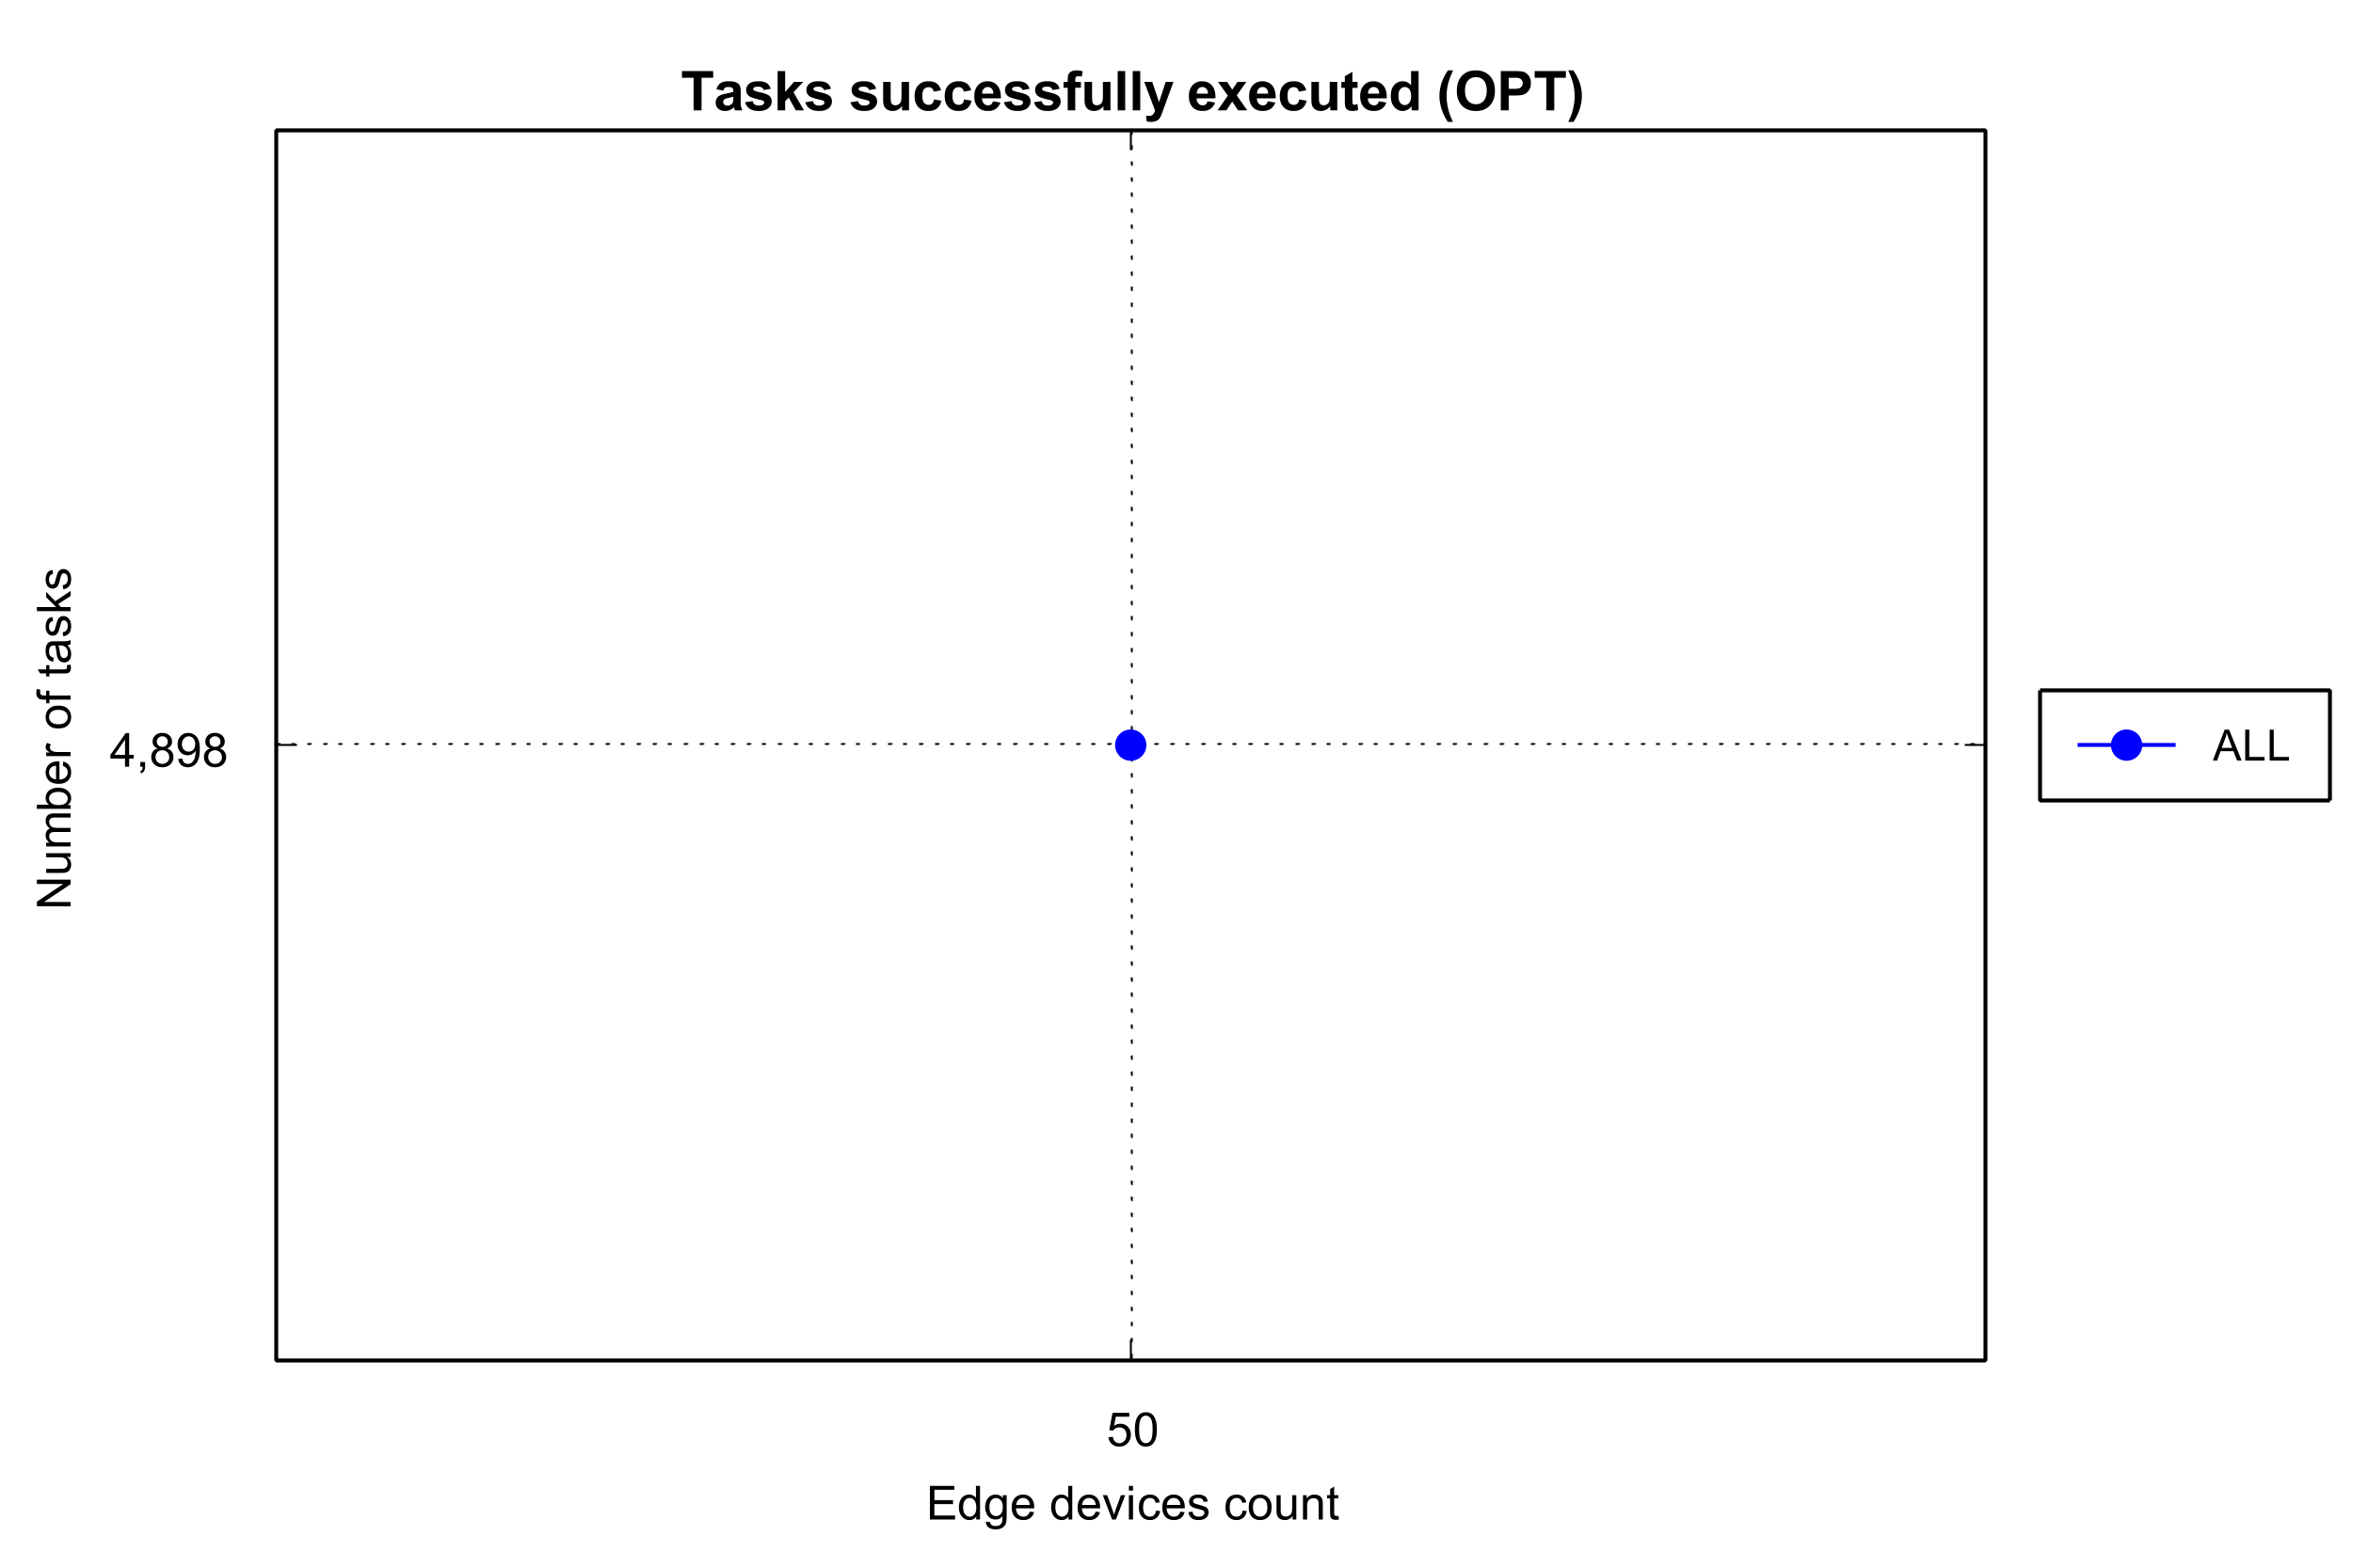 Tasks successfully executed (OPT)
Number of tasks
4,898
ALL
50
Edge devices count